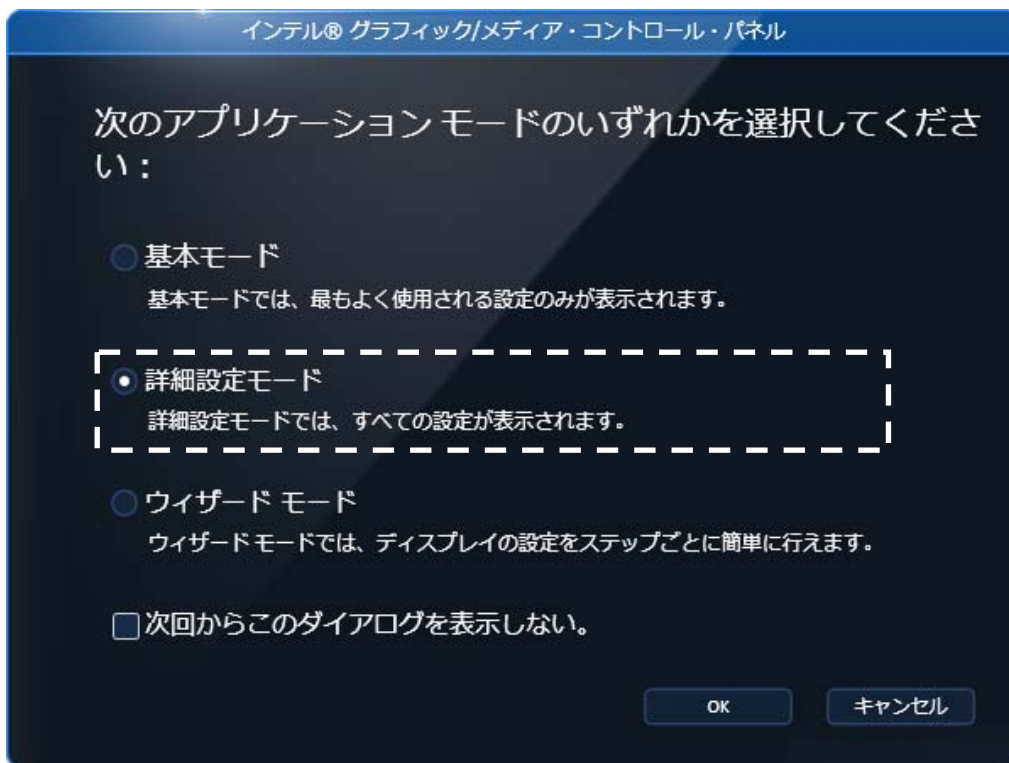 インテル® グラフィック/メディア・コントロール・パネル
次のアプリケーション モードのいずれかを選択してくださ
い：
基本モード
基本モードでは、最もよく使用される設定のみが表示されます。
詳細設定モード
詳細設定モードでは、すべての設定が表示されます。
ウィザード モード
ウィザード モードでは、ディスプレイの設定をステップごとに簡単に行えます。
次回からこのダイアログを表示しない。
OK
キャンセル